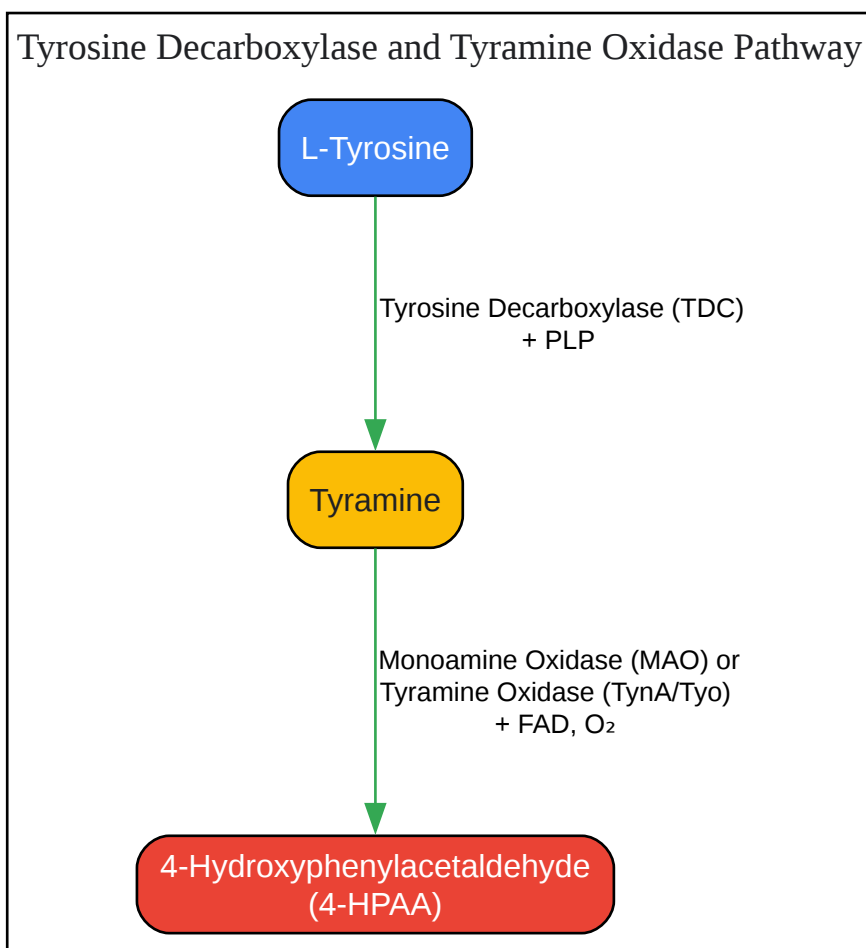 Tyrosine Decarboxylase and Tyramine Oxidase Pathway
L-Tyrosine
Tyrosine Decarboxylase (TDC)
+ PLP
Tyramine
Monoamine Oxidase (MAO) or
Tyramine Oxidase (TynA/Tyo)
+ FAD, O₂
4-Hydroxyphenylacetaldehyde
(4-HPAA)